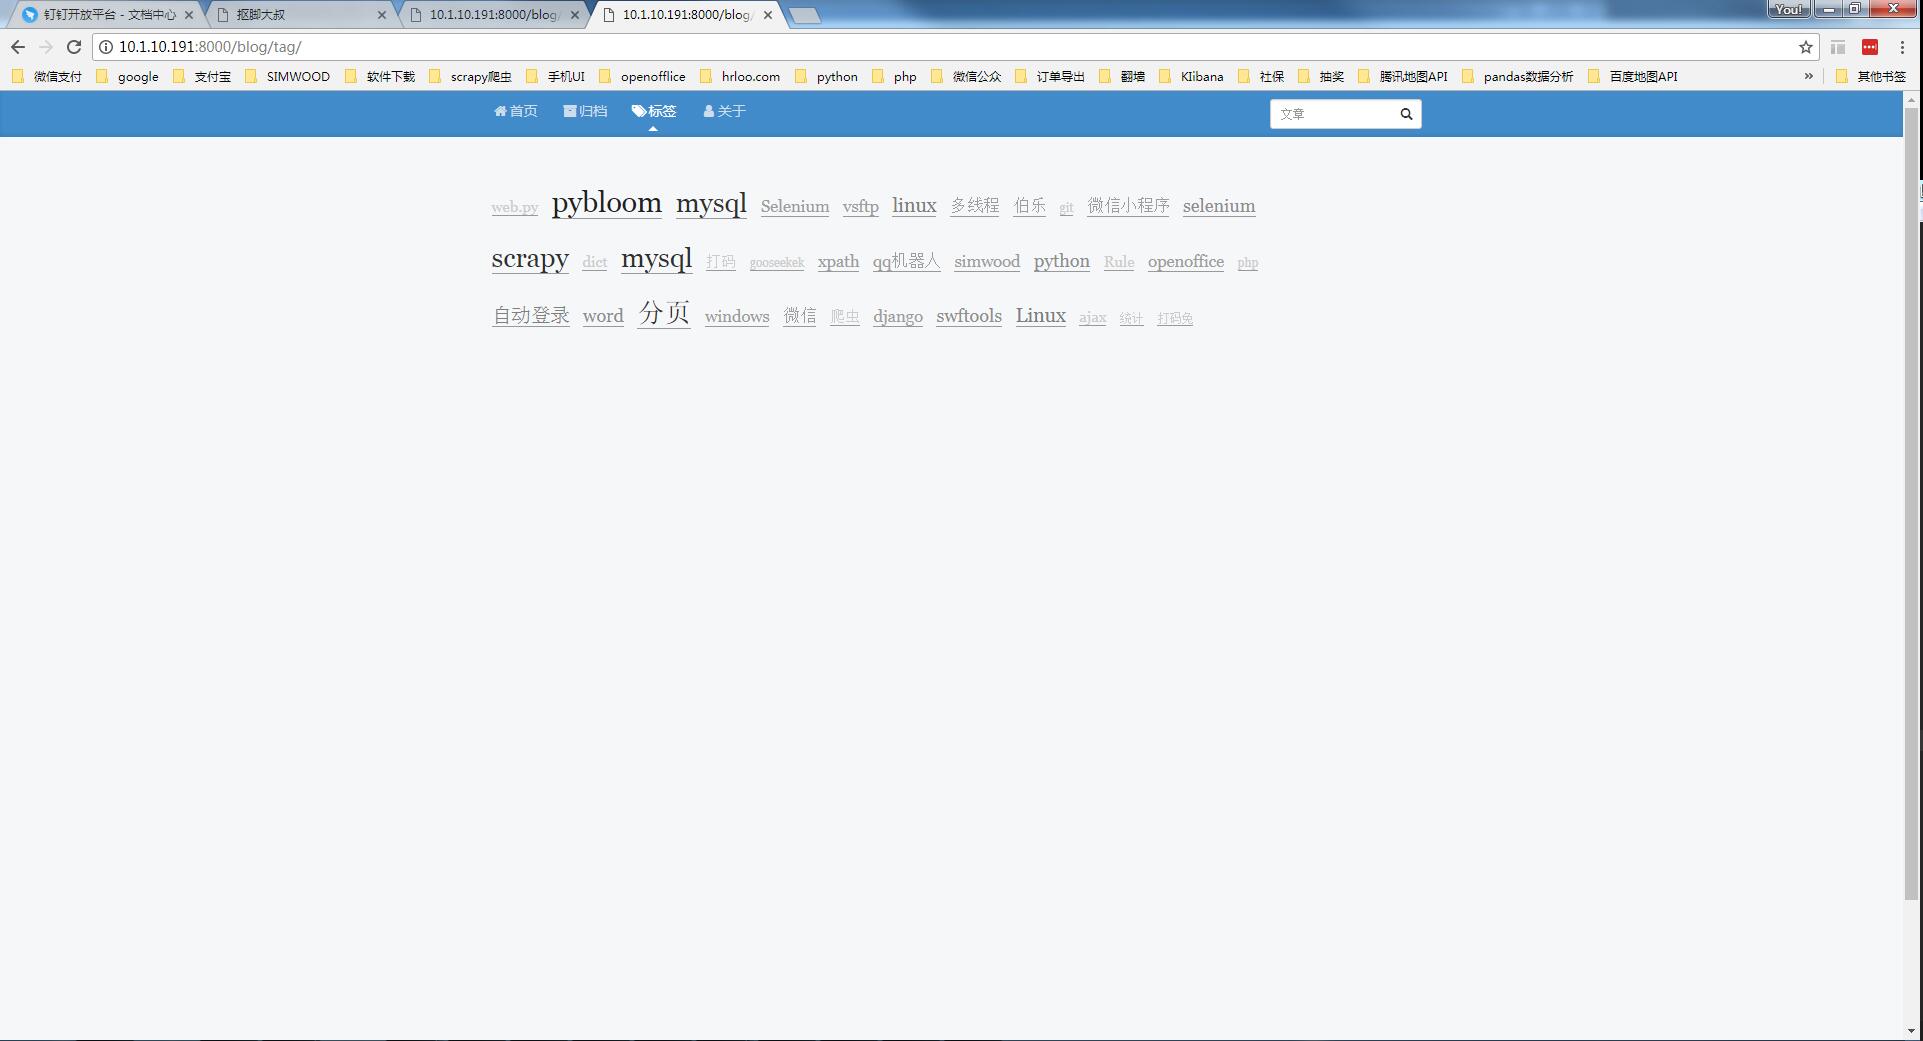 钉钉开放平台 - 文档中心 抠脚大叔 10.1.10.191:8000/blog/ 10.1.10.191:8000/blog/ You!
10.1.10.191:8000/blog/tag/
微信支付 google 支付宝 SIMWOOD 软件下载 scrapy爬虫 手机UI openofflice hrloo.com python php 微信公众 订单导出 翻墙 KIibana 社保 抽奖 腾讯地图API pandas数据分析 百度地图API » 其他书签
首页 归档 标签 关于 文章
web.py pybloom mysql Selenium vsftp linux 多线程 伯乐 git 微信小程序 selenium
scrapy dict mysql 打码 gooseekek xpath qq机器人 simwood python Rule openoffice php
自动登录 word 分页 windows 微信 爬虫 django swftools Linux ajax 统计 打码兔